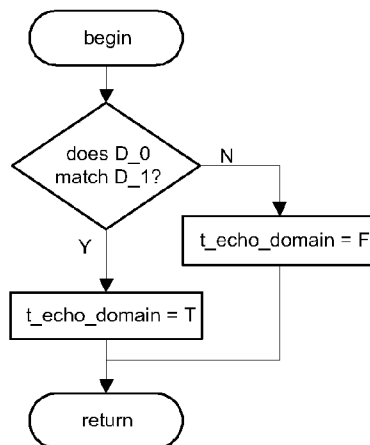 begin
does D_0
match D_1?
N
Y
t_echo_domain = F
t_echo_domain = T
return